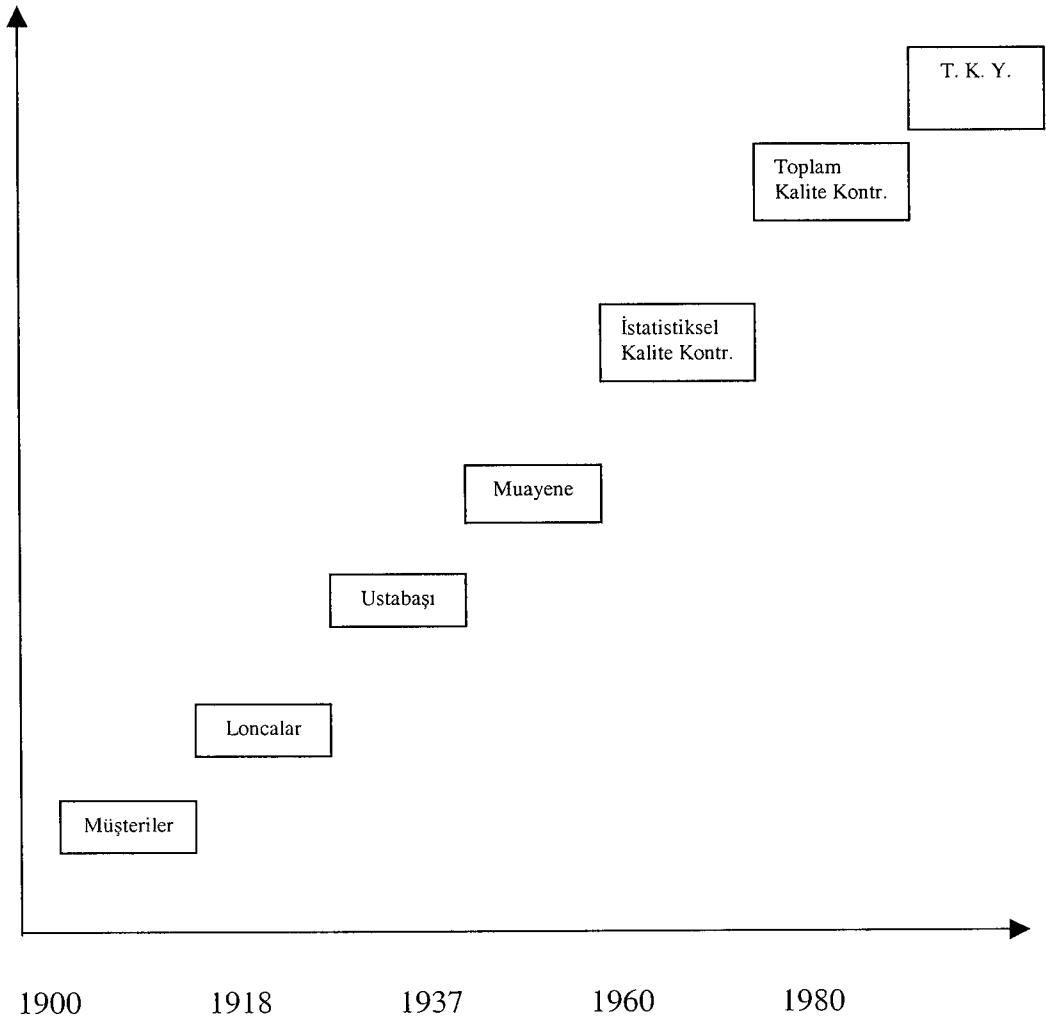 T. K. Y.
Toplam
Kalite Kontr.
İstatistiksel
Kalite Kontr.
Muayene
Ustabaşı
Loncalar
Müşteriler
1900 1918 1937 1960 1980